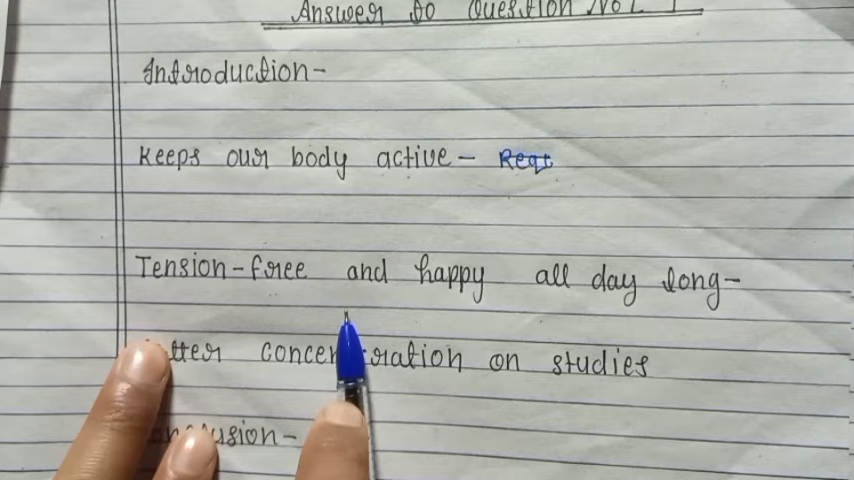 Answer to Question No 1
Introduction-
Keeps our body active-
Tension-free and happy all day long-
concentration on studies